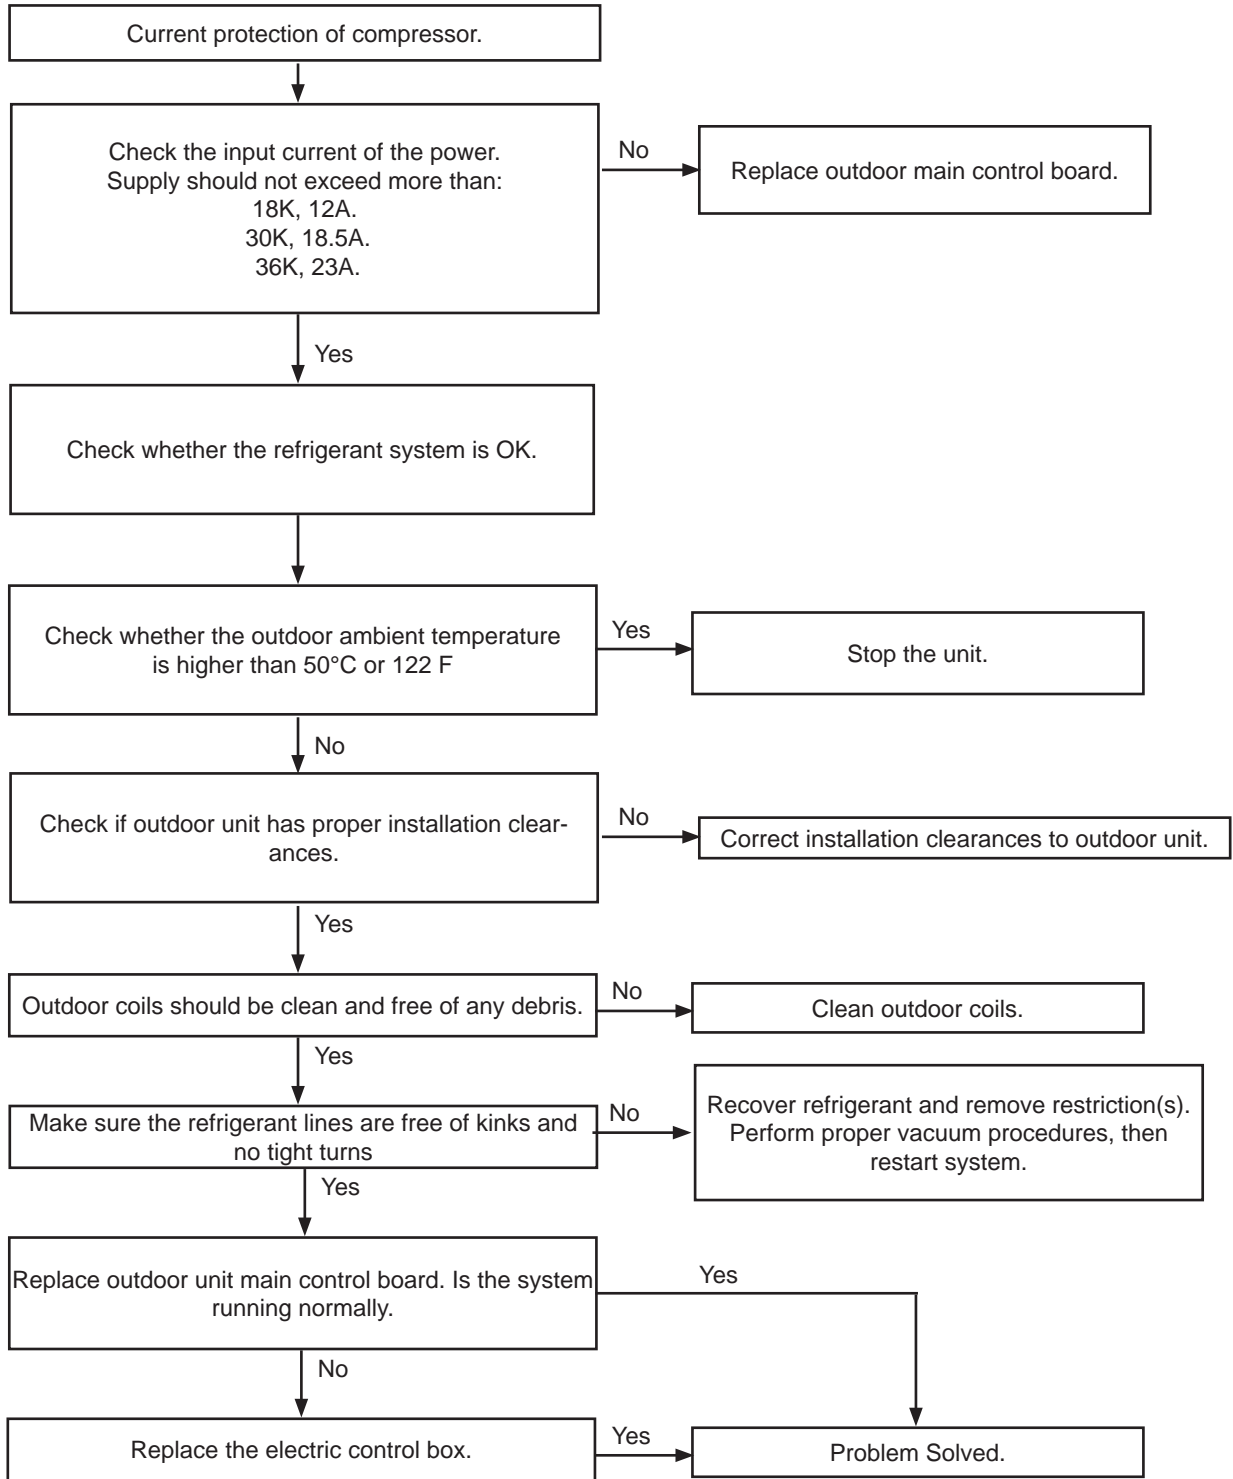 Current protection of compressor.
Check the input current of the power.
Supply should not exceed more than:
18K, 12A.
30K, 18.5A.
36K, 23A.
No
Replace outdoor main control board.
Yes
Check whether the refrigerant system is OK.
Check whether the outdoor ambient temperature
is higher than 50°C or 122 F
Yes
Stop the unit.
No
Check if outdoor unit has proper installation clear-
ances.
No
Correct installation clearances to outdoor unit.
Yes
Outdoor coils should be clean and free of any debris.
No
Clean outdoor coils.
Yes
Make sure the refrigerant lines are free of kinks and
no tight turns
No
Recover refrigerant and remove restriction(s).
Perform proper vacuum procedures, then
restart system.
Yes
Replace outdoor unit main control board. Is the system
running normally.
Yes
No
Replace the electric control box.
Yes
Problem Solved.